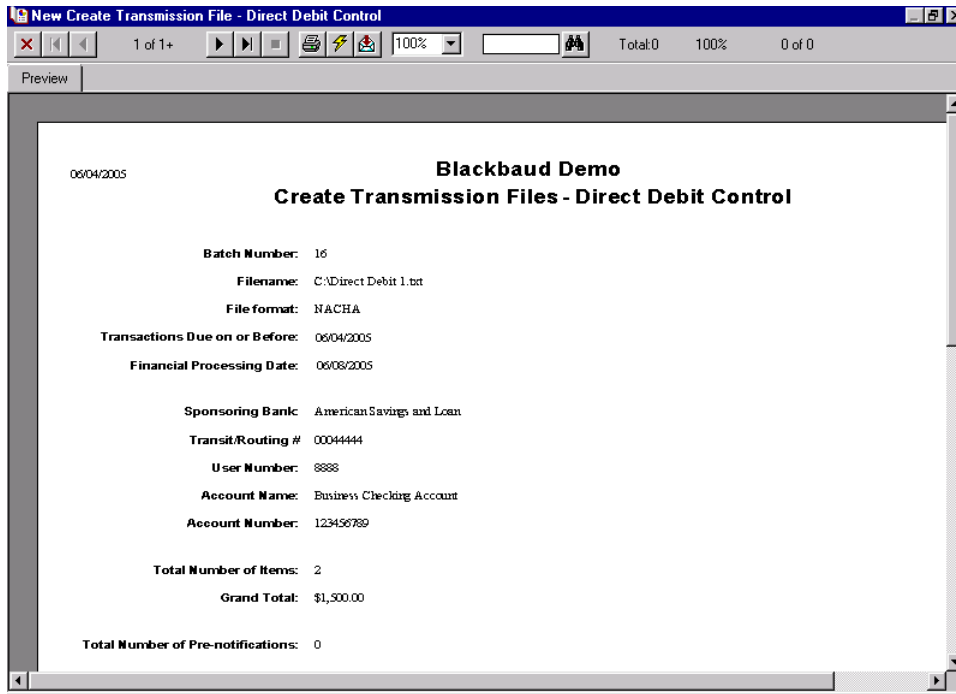 New Create Transmission File - Direct Debit Control
1 of 1+ 100% Total:0 100% 0 of 0
Preview
06/04/2005
Blackbaud Demo
Create Transmission Files - Direct Debit Control
Batch Number: 16
Filename: C:\Direct Debit 1.txt
File format: NACHA
Transactions Due on or Before: 06/04/2005
Financial Processing Date: 06/08/2005
Sponsoring Bank: American Savings and Loan
Transit/Routing # 00044444
User Number: 8888
Account Name: Business Checking Account
Account Number: 123456789
Total Number of Items: 2
Grand Total: $1,500.00
Total Number of Pre-notifications: 0